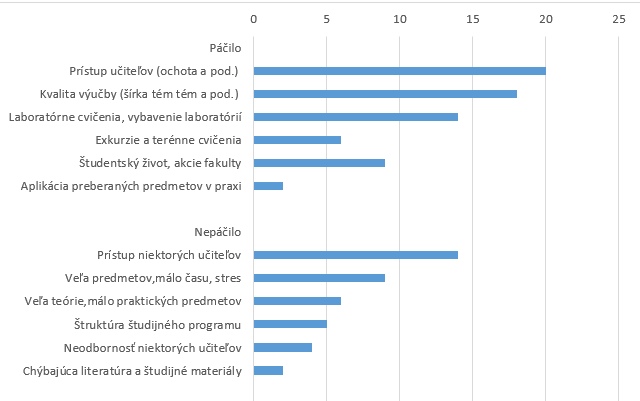 0 5 10 15 20 25
Páčilo
Prístup učiteľov (ochota a pod.)
Kvalita výučby (šírka tém tém a pod.)
Laboratórne cvičenia, vybavenie laboratórií
Exkurzie a terénne cvičenia
Študentský život, akcie fakulty
Aplikácia preberaných predmetov v praxi
Nepáčilo
Prístup niektorých učiteľov
Veľa predmetov,málo času, stres
Veľa teórie,málo praktických predmetov
Štruktúra študijného programu
Neodbornosť niektorých učiteľov
Chýbajúca literatúra a študijné materiály